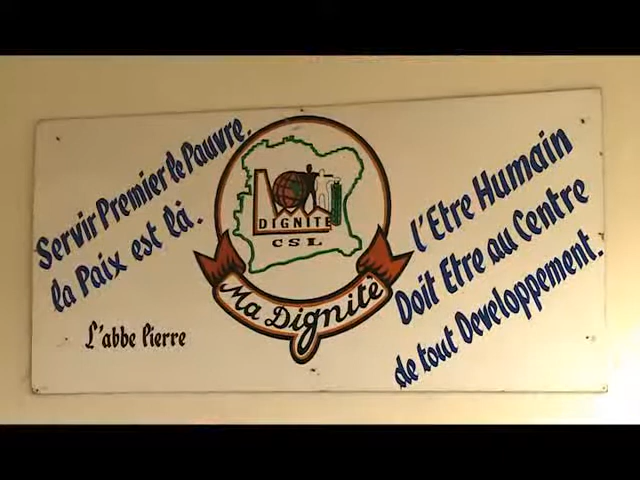 Servir Premier le Pauvre.
la Paix est là.
L'abbe Pierre
DIGNITE
CSL
Ma Dignité
l'Etre Humain
Doit Etre au Centre
de tout Developpement.